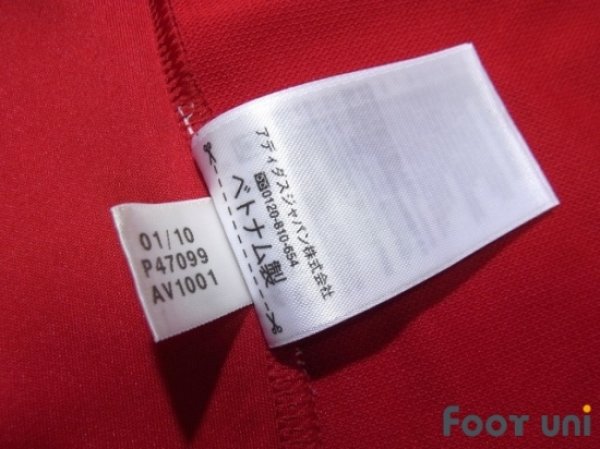 アディダスジャパン株式会社
0120-810-654
ベトナム製
01/10
P47099
AV1001
FOOT uni